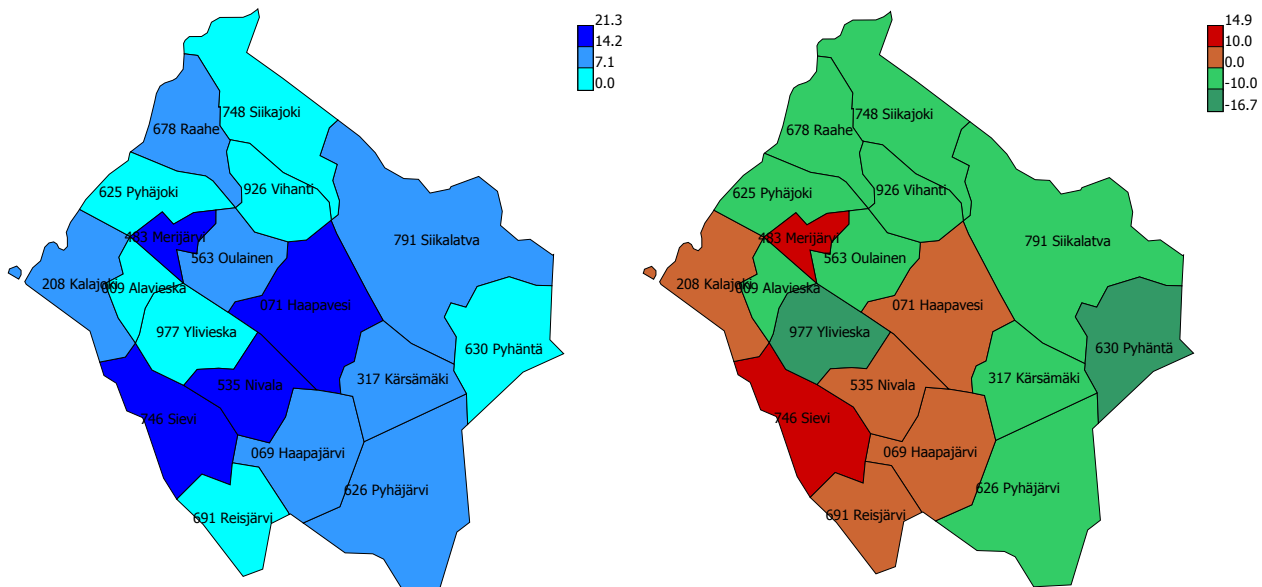 21.3
14.2
7.1
0.0
748 Siikajoki
678 Raahe
926 Vihanti
625 Pyhäjoki
483 Merijärvi
791 Siikalatva
563 Oulainen
208 Kalajoki
009 Alavieska
071 Haapavesi
977 Ylivieska
630 Pyhäntä
317 Kärsämäki
535 Nivala
746 Sievi
069 Haapajärvi
626 Pyhäjärvi
691 Reisjärvi
14.9
10.0
0.0
-10.0
-16.7
748 Siikajoki
678 Raahe
926 Vihanti
625 Pyhäjoki
483 Merijärvi
791 Siikalatva
563 Oulainen
208 Kalajoki
009 Alavieska
071 Haapavesi
977 Ylivieska
630 Pyhäntä
317 Kärsämäki
535 Nivala
746 Sievi
069 Haapajärvi
626 Pyhäjärvi
691 Reisjärvi